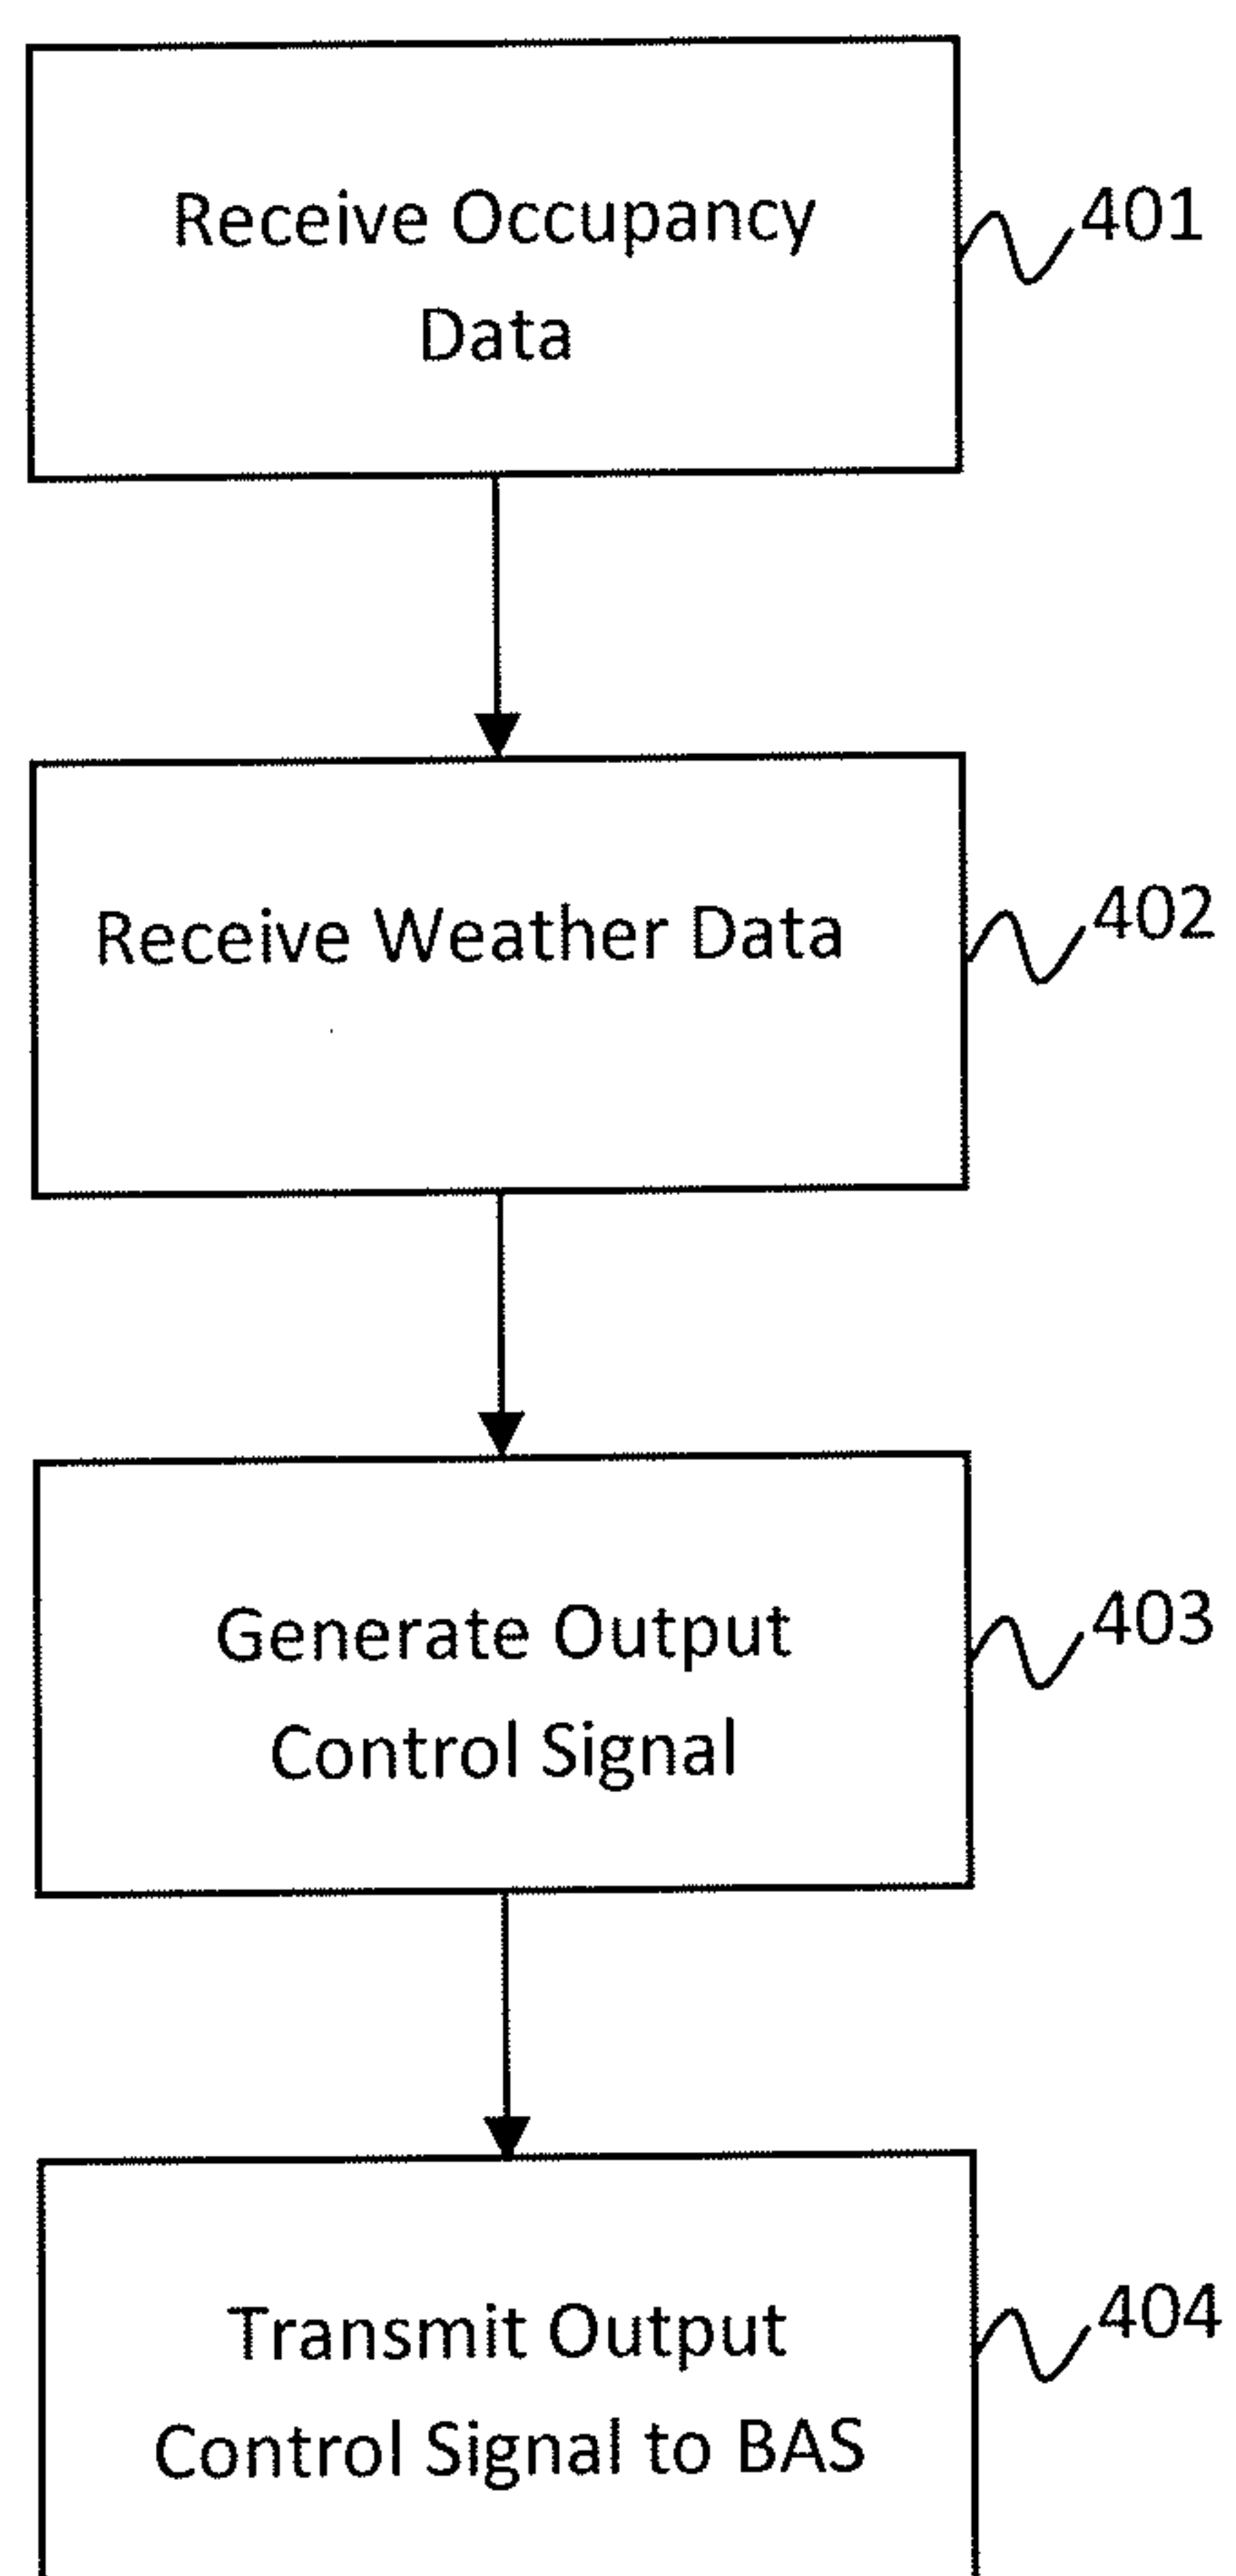 Receive Occupancy
Data
401
Receive Weather Data
402
Generate Output
Control Signal
403
Transmit Output
Control Signal to BAS
404